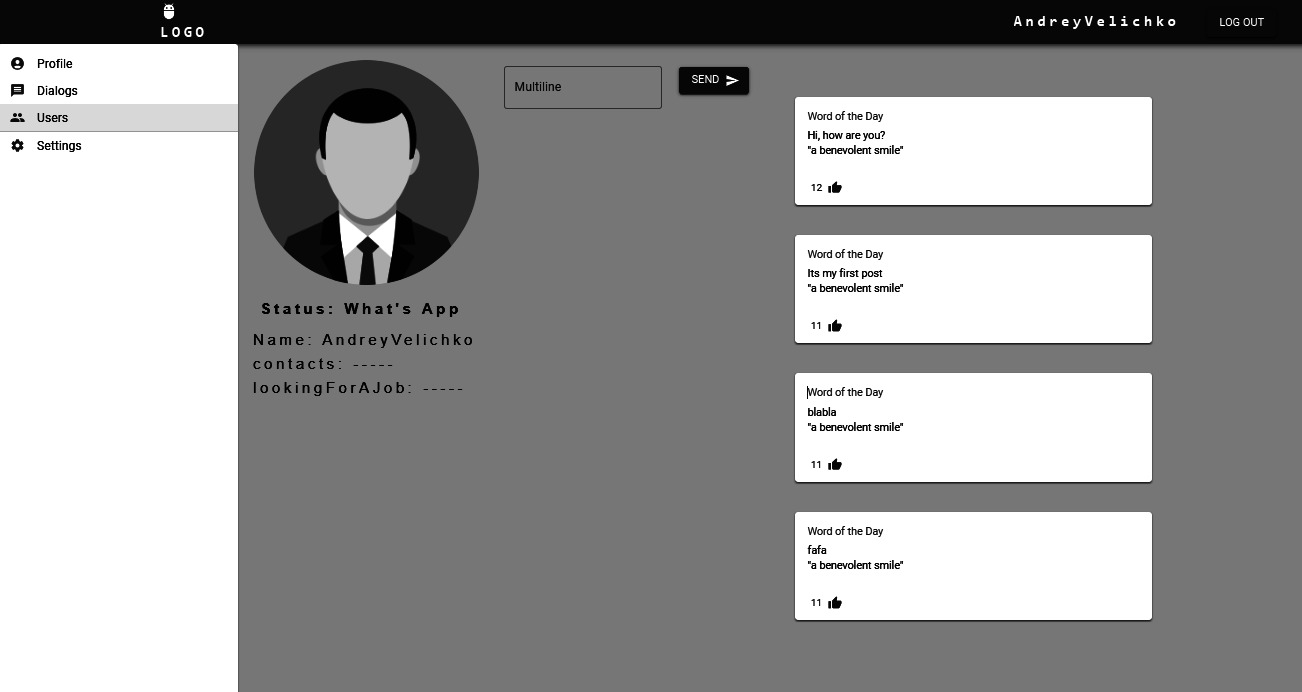 LOGO
AndreyVelichko
LOG OUT
Profile
Dialogs
Users
Settings
Status: What's App
Name: AndreyVelichko
contacts: -----
lookingForAJob: -----
Multiline
SEND
Word of the Day
Hi, how are you?
"a benevolent smile"
12
Word of the Day
Its my first post
"a benevolent smile"
11
Word of the Day
blabla
"a benevolent smile"
11
Word of the Day
fafa
"a benevolent smile"
11